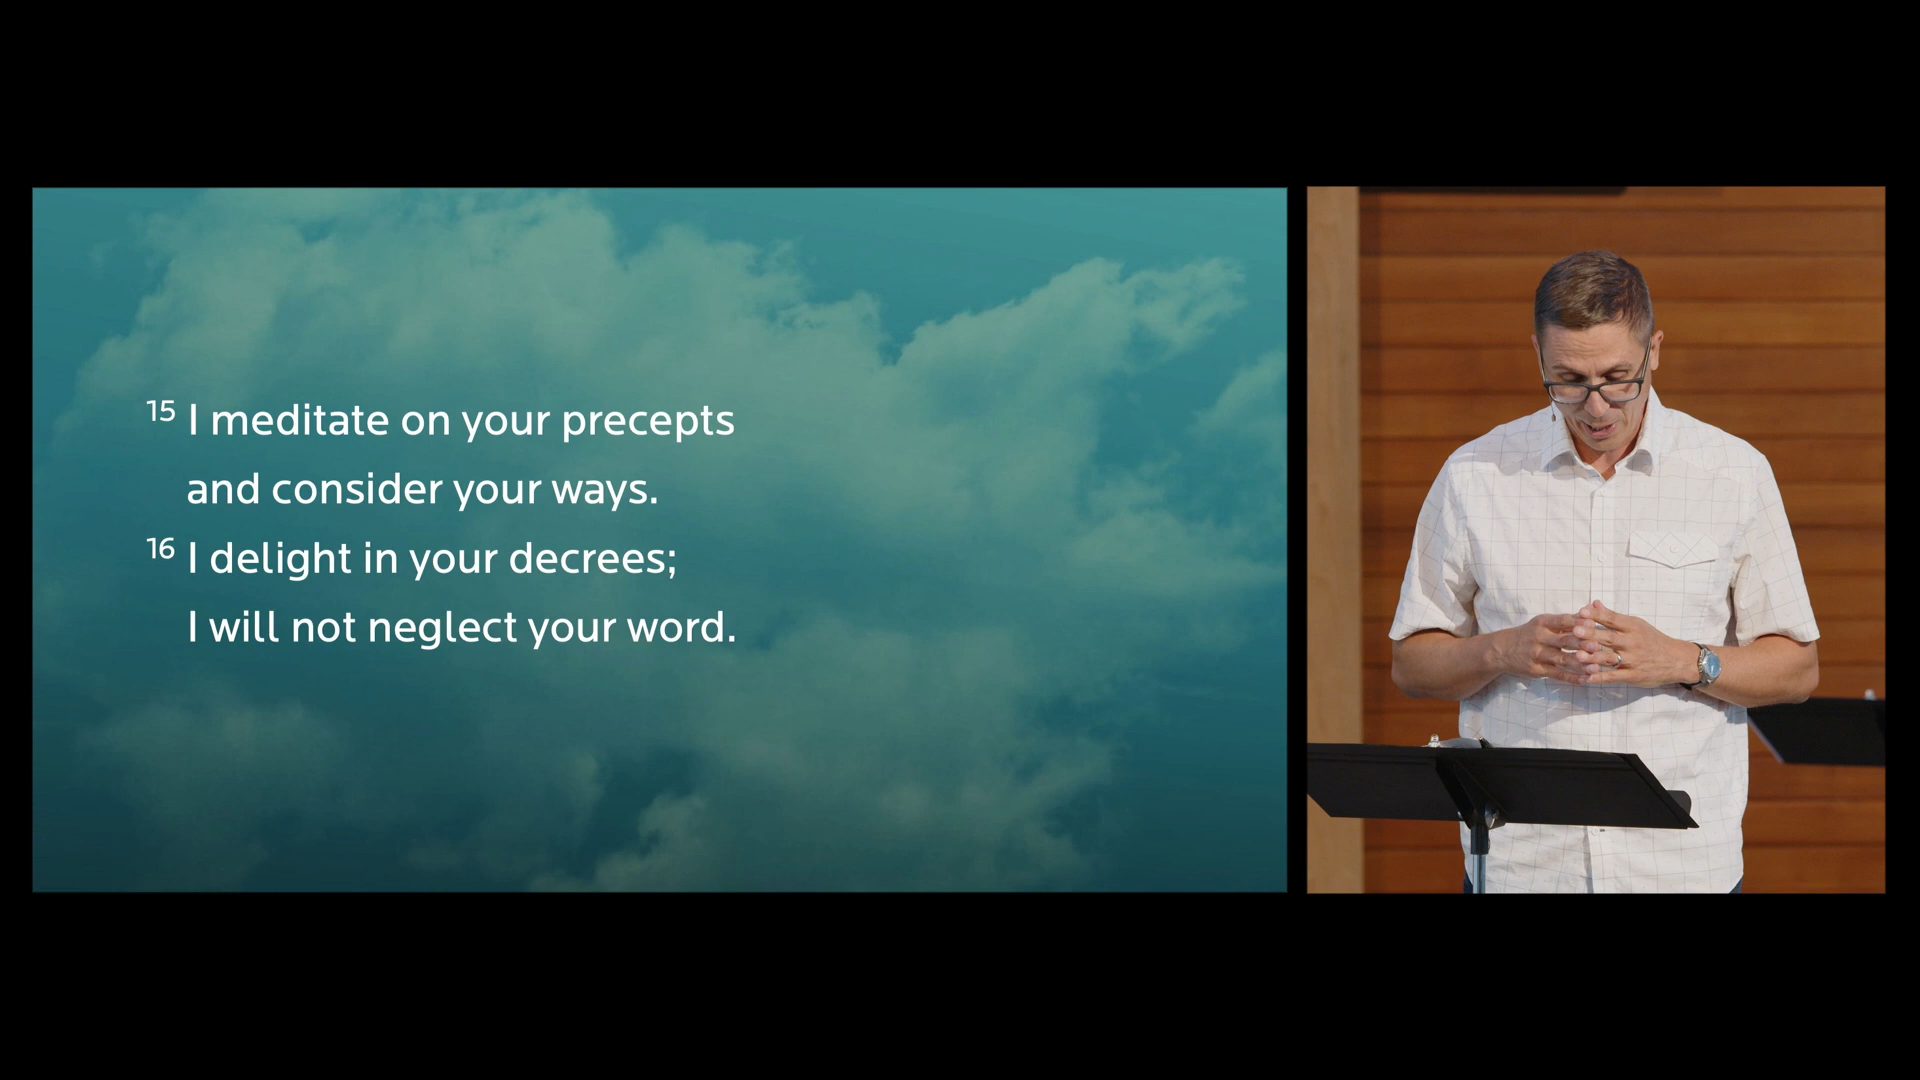 15 I meditate on your precepts
and consider your ways.
16 I delight in your decrees;
I will not neglect your word.